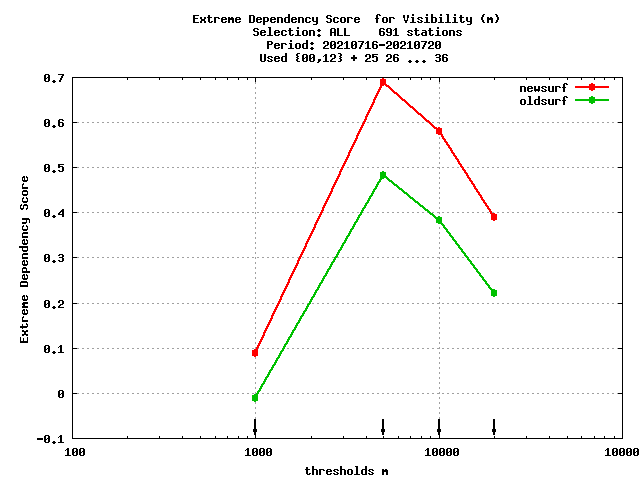 Extreme Dependency Score for Visibility (m)
Selection: ALL 691 stations
Period: 20210716-20210720
Used {00,12} + 25 26 ... 36
newsurf
oldsurf
Extreme Dependency Score
0.7
0.6
0.5
0.4
0.3
0.2
0.1
0
-0.1
100
1000
10000
10000
thresholds m